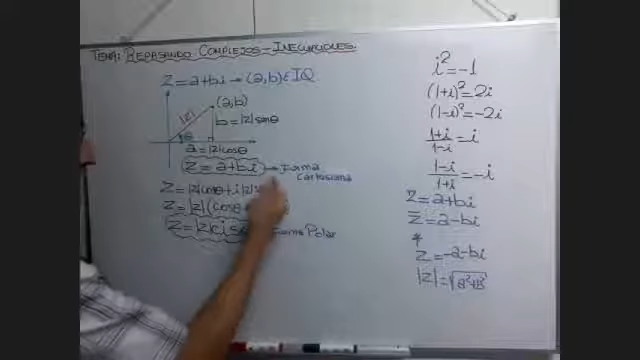 TEMA: REPASANDO COMPLEJOS-INECUACIONES.
Z=a+bi→(a,b)∈IQ
(a,b)
|Z|
b=|Z|senθ
θ
a=|Z|cosθ
Z=a+bi→Forma
Cartesiana
Z=|Z|cosθ+i|Z|s
Z=|Z|(cosθ
Z=|Z|cis
Forma Polar
i²=-1
(1+i)²=2i
(1-i)²=-2i
1+i/1-i=i
1-i/1+i=-i
Z=a+bi
Z̄=a-bi
*
Z=-a-bi
|Z|=√a²+b²